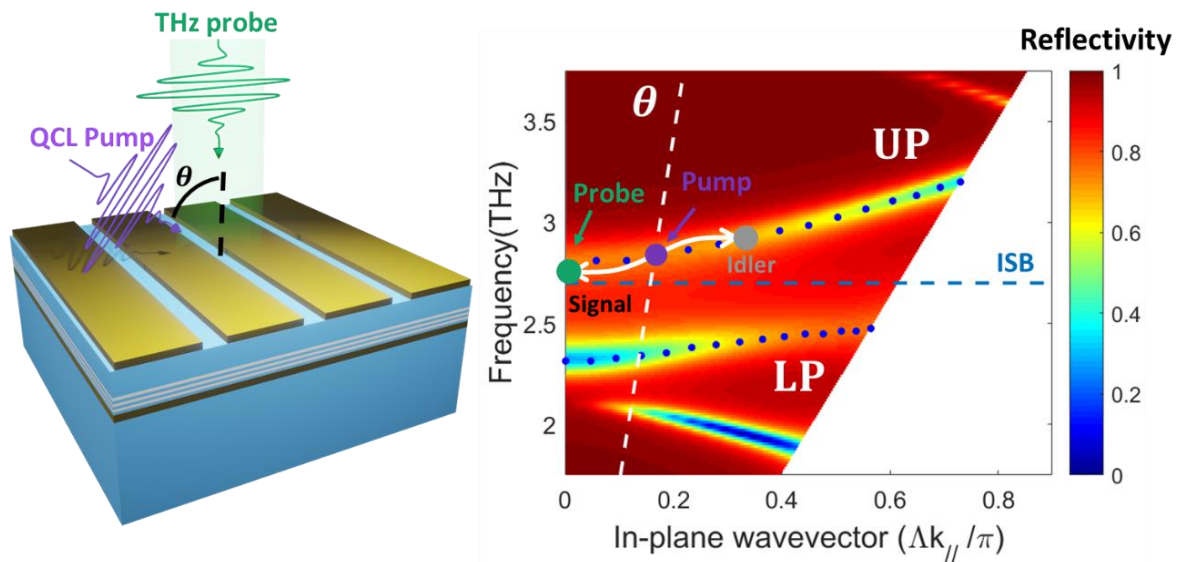 THz probe
QCL Pump
θ
Reflectivity
θ
UP
Probe
Pump
Idler
ISB
Signal
LP
Frequency(THz)
3.5
3
2.5
2
0
0.2
0.4
0.6
0.8
In-plane wavevector (Λk// /π)
1
0.8
0.6
0.4
0.2
0